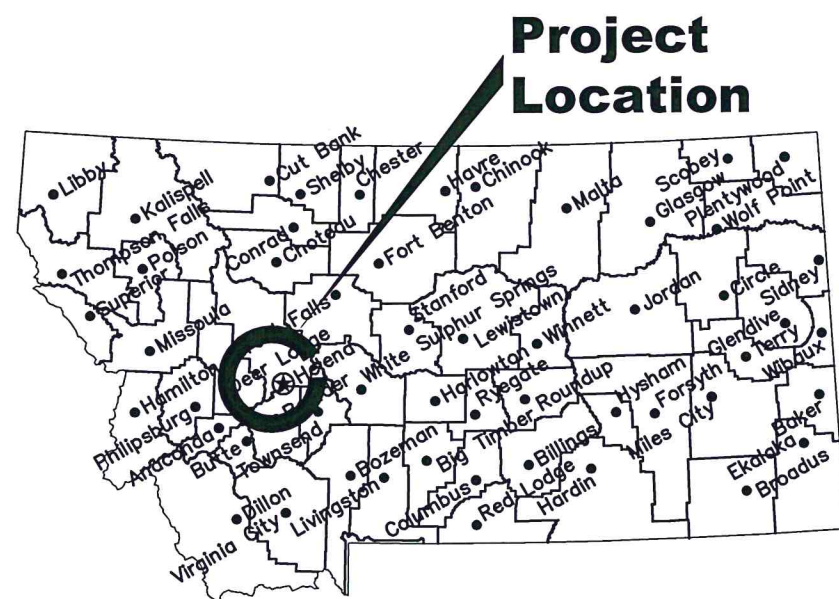 Project
Location
Libby
Kalispell
Cut Bank
Shelby
Chester
Havre
Chinook
Malta
Scobey
Glasgow
Plentywood
Wolf Point
Thompson Falls
Polson
Superior
Conrad
Choteau
Fort Benton
Missoula
Falls
Stanford
Lewistown
Winnett
Jordan
Circle
Sidney
Glendive
Terry
Wibaux
Deer Lodge
Helena
White Sulphur Springs
Harlowton
Ryegate
Roundup
Hysham
Forsyth
Miles City
Baker
Ekalaka
Broadus
Hamilton
Philipsburg
Anaconda
Butte
Townsend
Boulder
Bozeman
Big Timber
Billings
Livingston
Columbus
Red Lodge
Hardin
Dillon
Virginia City